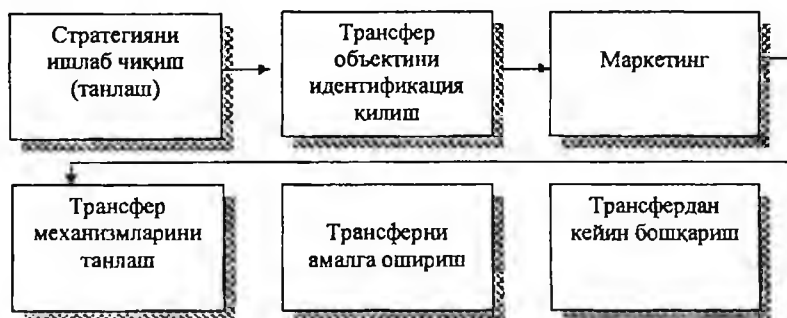 Стратегияни
ишлаб чиқиш
(танлаш)
Трансфер
объектини
идентификация
қилиш
Маркетинг
Трансфер
механизмларини
танлаш
Трансферни
амалга ошириш
Трансфердан
кейин бошқариш